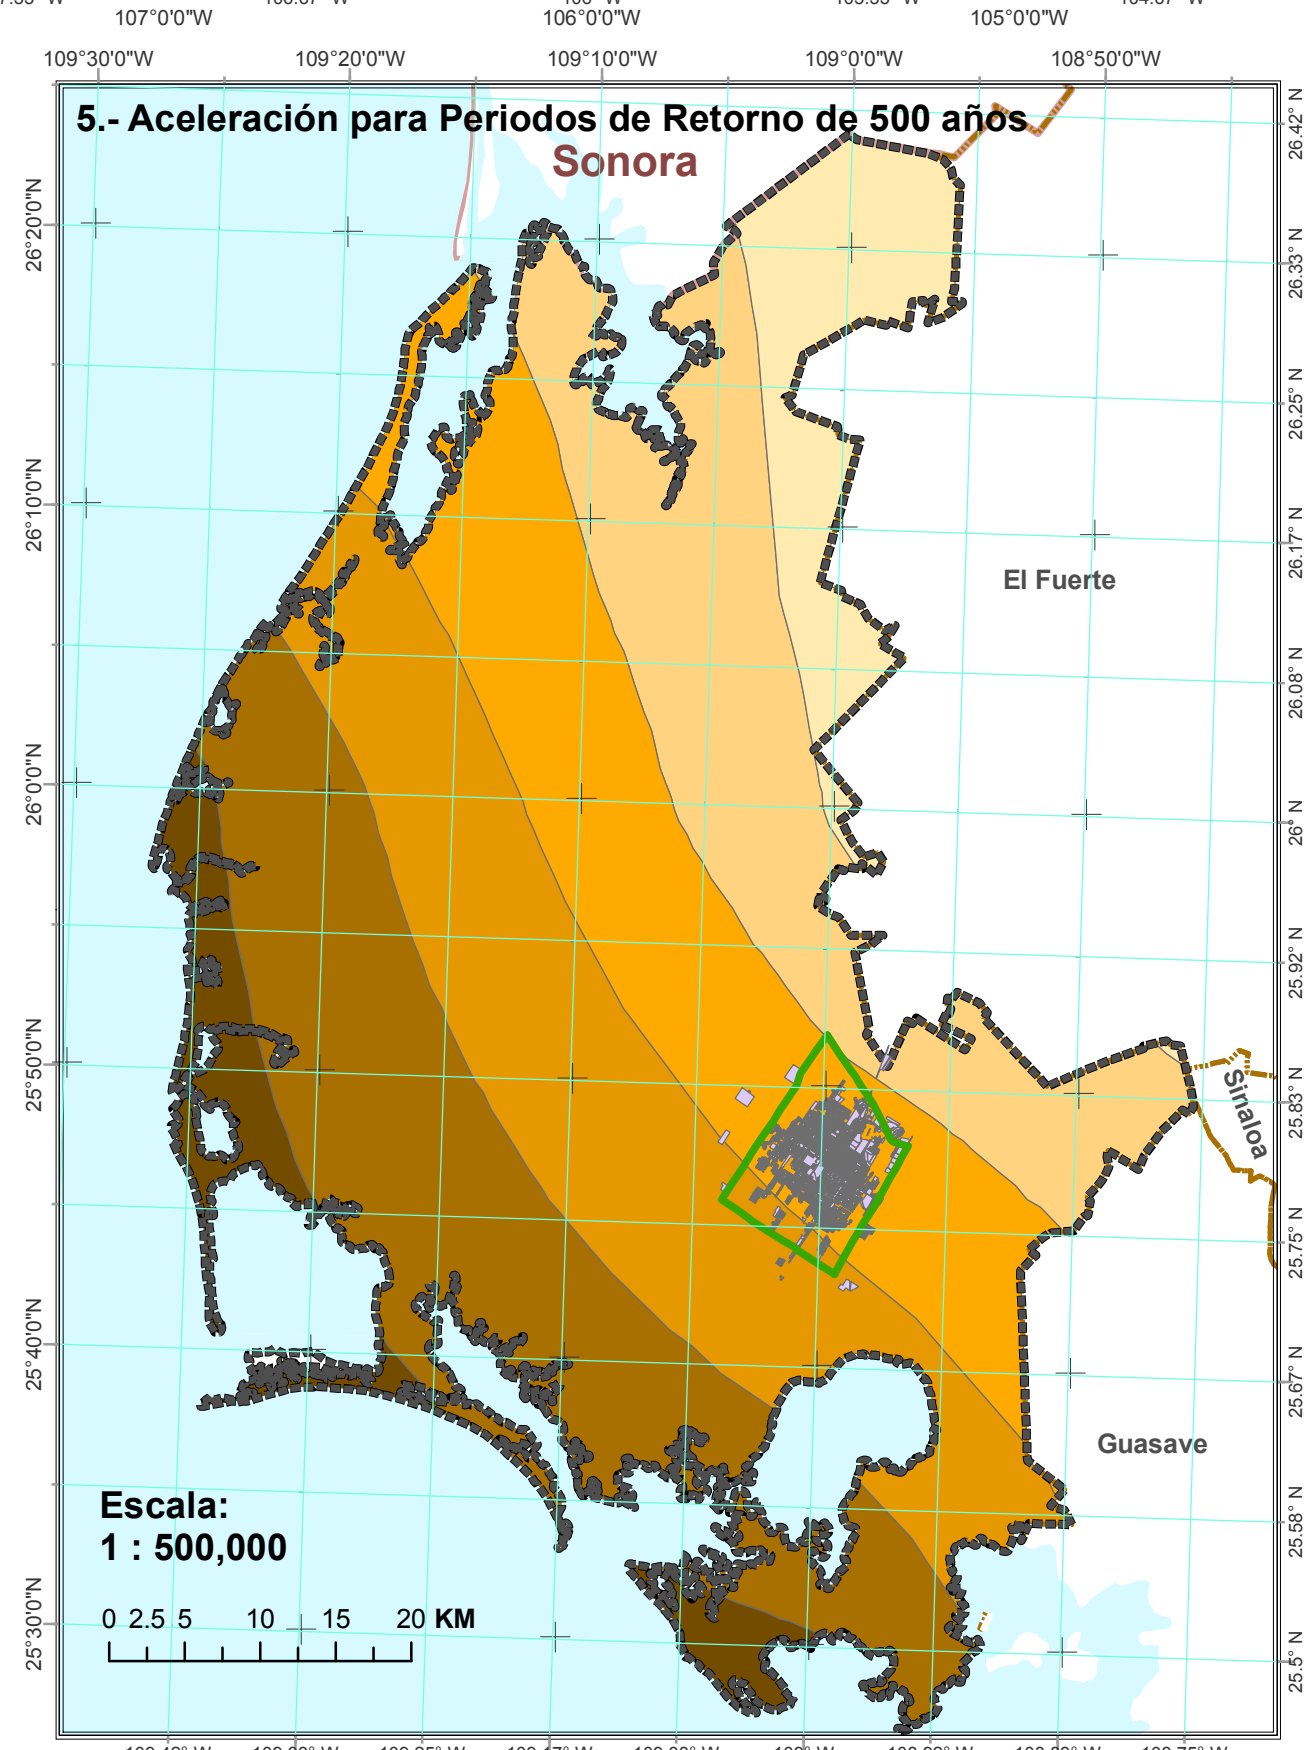 107°0'0"W 106°0'0"W 105°0'0"W
109°30'0"W 109°20'0"W 109°10'0"W 109°0'0"W 108°50'0"W
5.- Aceleración para Periodos de Retorno de 500 años
Sonora
26.42° N
26°20'0"N
26.33° N
26.25° N
26°10'0"N
26.17° N
El Fuerte
26.08° N
26°0'0"N
26° N
25.92° N
25°50'0"N
25.83° N
Sinaloa
25.75° N
25°40'0"N
25.67° N
Guasave
Escala:
1 : 500,000
25.58° N
0 2.5 5 10 15 20 KM
25°30'0"N
25.5° N